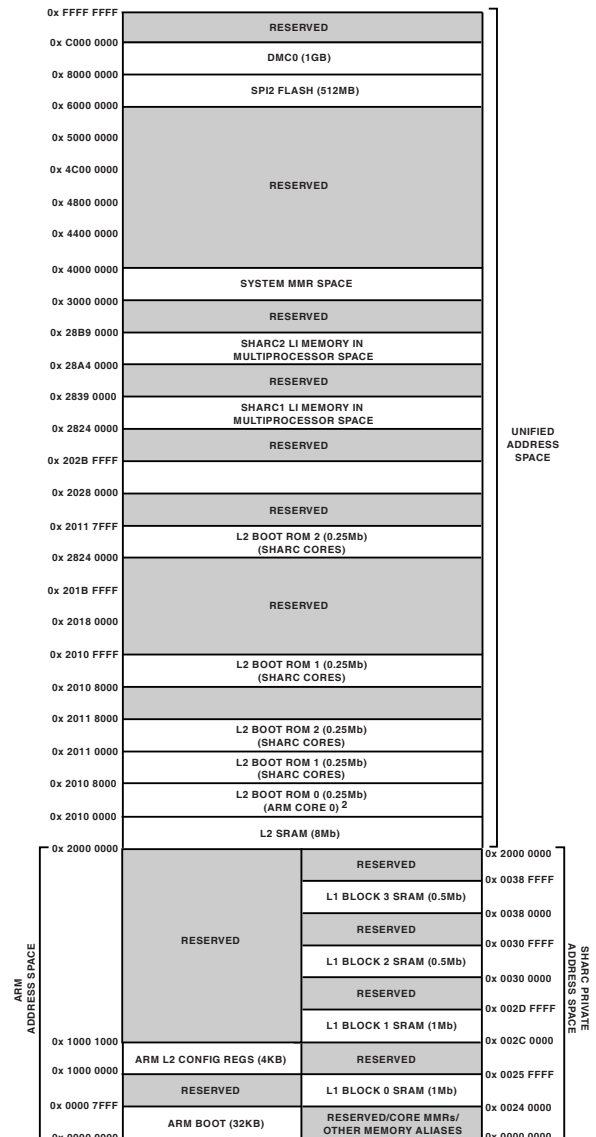 0x FFFF FFFF
RESERVED
0x C000 0000
DMC0 (1GB)
0x 8000 0000
SPI2 FLASH (512MB)
0x 6000 0000
0x 5000 0000
0x 4C00 0000
RESERVED
0x 4800 0000
0x 4400 0000
0x 4000 0000
SYSTEM MMR SPACE
0x 3000 0000
RESERVED
0x 28B9 0000
SHARC2 LI MEMORY IN
MULTIPROCESSOR SPACE
0x 28A4 0000
RESERVED
0x 2839 0000
SHARC1 LI MEMORY IN
MULTIPROCESSOR SPACE
0x 2824 0000
RESERVED
0x 202B FFFF
UNIFIED
ADDRESS
SPACE
0x 2028 0000
RESERVED
0x 2011 7FFF
L2 BOOT ROM 2 (0.25Mb)
(SHARC CORES)
0x 2824 0000
0x 201B FFFF
RESERVED
0x 2018 0000
0x 2010 FFFF
L2 BOOT ROM 1 (0.25Mb)
(SHARC CORES)
0x 2010 8000
0x 2011 8000
L2 BOOT ROM 2 (0.25Mb)
(SHARC CORES)
0x 2011 0000
L2 BOOT ROM 1 (0.25Mb)
(SHARC CORES)
0x 2010 8000
L2 BOOT ROM 0 (0.25Mb)
(ARM CORE 0) 2
0x 2010 0000
L2 SRAM (8Mb)
0x 2000 0000
0x 2000 0000
RESERVED
0x 0038 FFFF
L1 BLOCK 3 SRAM (0.5Mb)
0x 0038 0000
RESERVED
RESERVED
0x 0030 FFFF
L1 BLOCK 2 SRAM (0.5Mb)
0x 0030 0000
RESERVED
0x 002D FFFF
L1 BLOCK 1 SRAM (1Mb)
0x 002C 0000
ARM
ADDRESS SPACE
SHARC PRIVATE
ADDRESS SPACE
0x 1000 1000
ARM L2 CONFIG REGS (4KB)
RESERVED
0x 1000 0000
0x 0025 FFFF
RESERVED
L1 BLOCK 0 SRAM (1Mb)
0x 0000 7FFF
0x 0024 0000
ARM BOOT (32KB)
RESERVED/CORE MMRs/
OTHER MEMORY ALIASES
0x 0000 0000
0x 0000 0000